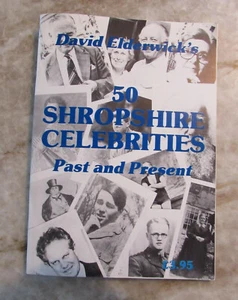 David Elderwick's
50
SHROPSHIRE
CELEBRITIES
Past and Present
£4.95